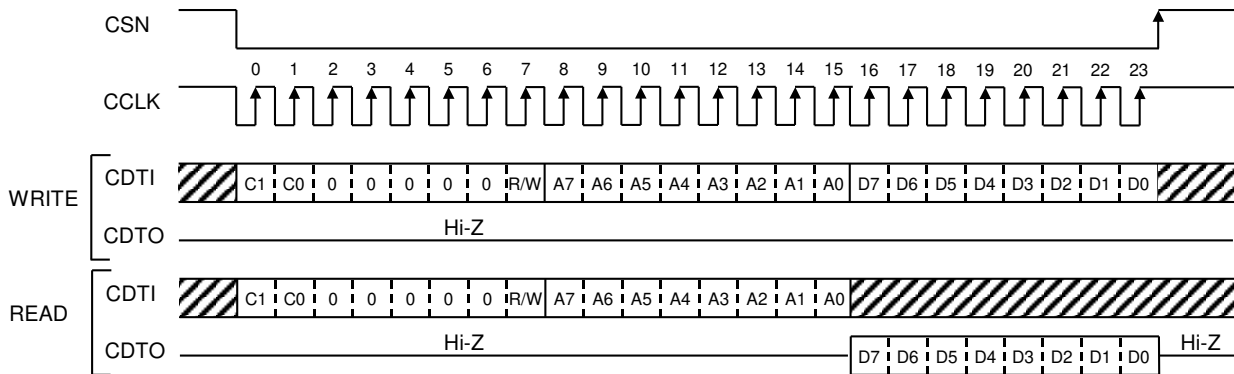 CSN
0 1 2 3 4 5 6 7 8 9 10 11 12 13 14 15 16 17 18 19 20 21 22 23
CCLK
WRITE
CDTI C1 C0 0 0 0 0 0 R/W A7 A6 A5 A4 A3 A2 A1 A0 D7 D6 D5 D4 D3 D2 D1 D0
CDTO Hi-Z
READ
CDTI C1 C0 0 0 0 0 0 R/W A7 A6 A5 A4 A3 A2 A1 A0
CDTO Hi-Z D7 D6 D5 D4 D3 D2 D1 D0 Hi-Z